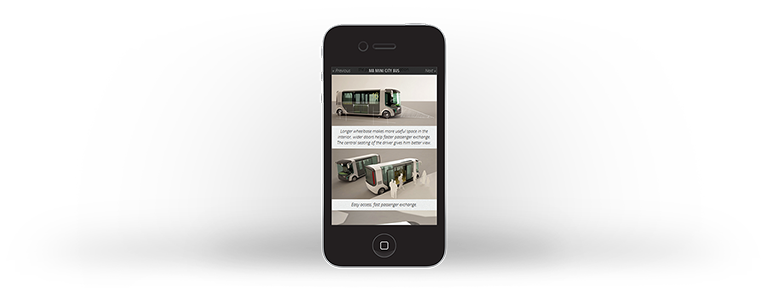 < Previous
MIA MINI CITY BUS
Next >
Longer wheelbase makes more useful space in the
interior, wider doors help faster passenger exchange.
The central seating of the driver gives him better view.
Easy access, fast passenger exchange